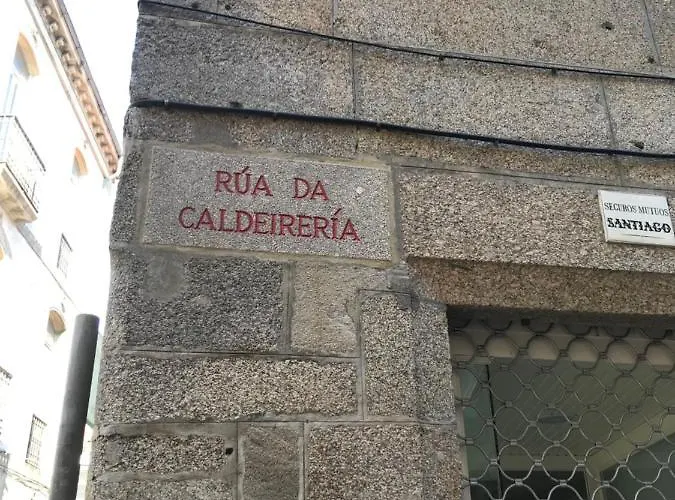 RÚA DA
CALDEIRERÍA
SEGUROS MUTUOS
SANTIAGO